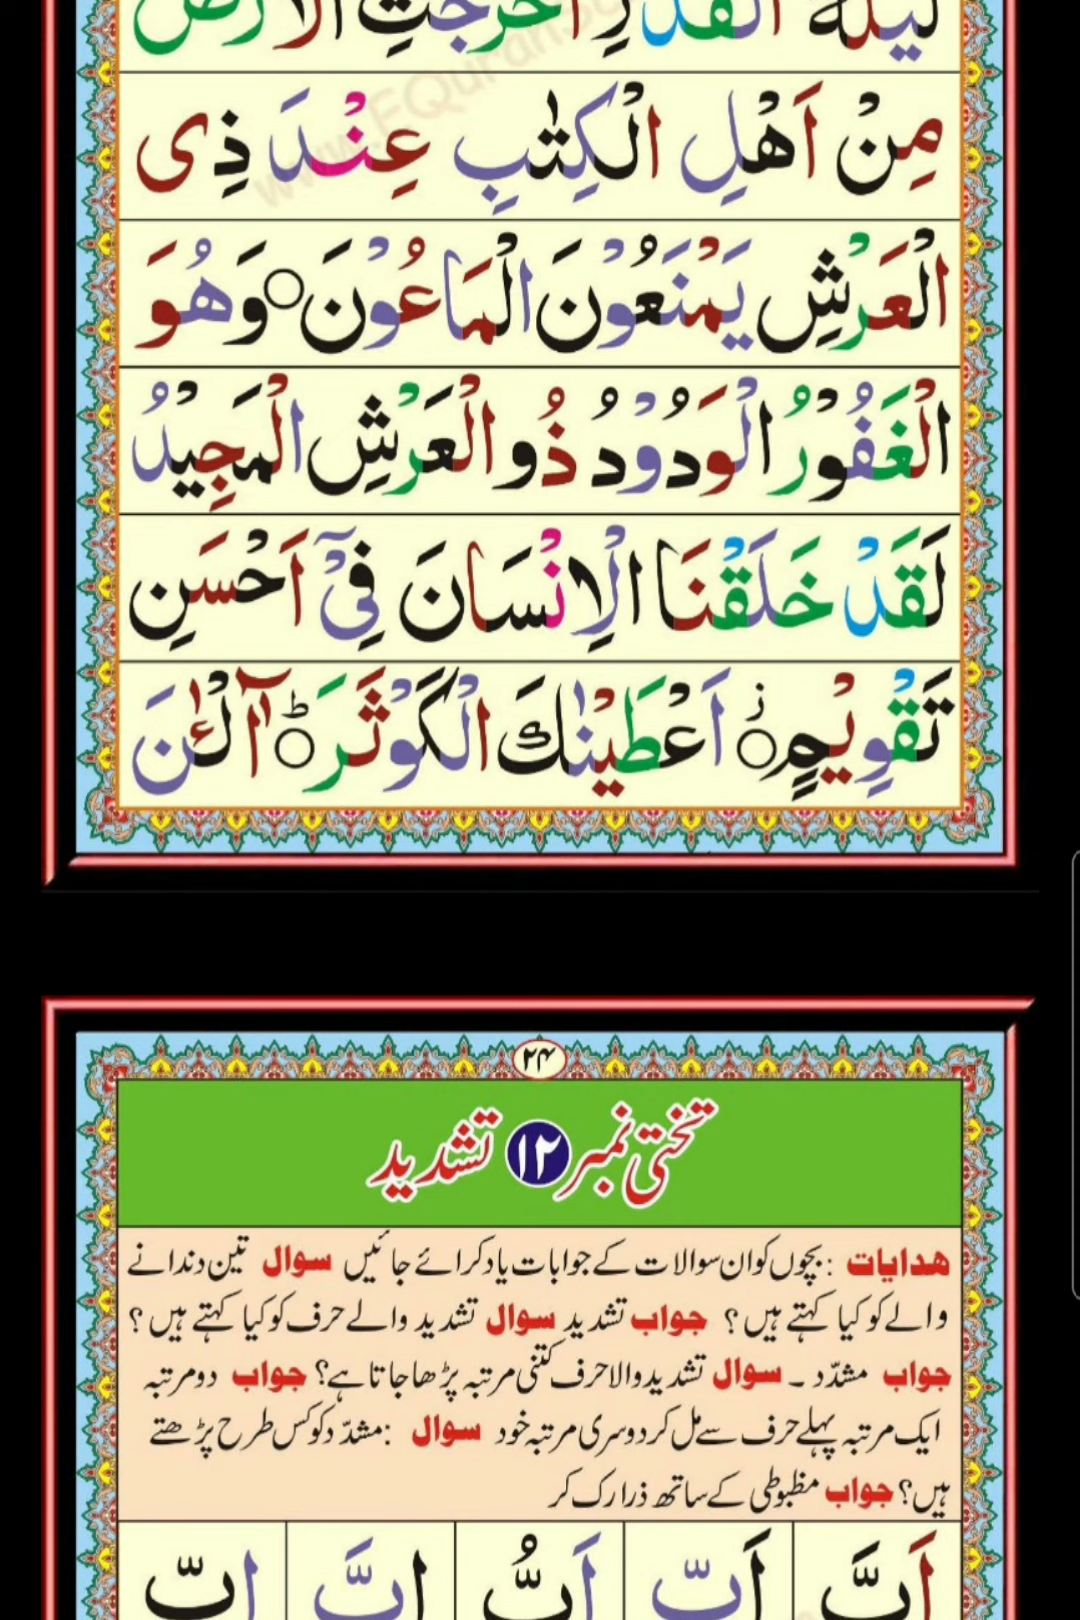 لَيْلَةُ الْقَدْرِ اَخْرَجَتِ الْاَرْضُ
مِنْ اَهْلِ الْكِتٰبِ عِنْدَ ذِى
الْعَرْشِ يَمْنَعُوْنَ الْمَاعُوْنَ ○ وَهُوَ
الْغَفُوْرُ الْوَدُوْدُ ذُو الْعَرْشِ الْمَجِيْدُ
لَقَدْ خَلَقْنَا الْاِنْسَانَ فِىْٓ اَحْسَنِ
تَقْوِيْمٍ ○ز اَعْطَيْنٰكَ الْكَوْثَرَ ○ط آٰلْـٰٔنَ
۲۴
تختی نمبر ۱۲ تشدید
ھدایات : بچوں کو ان سوالات کے جوابات یاد کرائے جائیں سوال تین دندانے
والے کو کیا کہتے ہیں؟ جواب تشدید سوال تشدید والے حرف کو کیا کہتے ہیں؟
جواب مشدّد ۔ سوال تشدید والا حرف کتنی مرتبہ پڑھا جاتا ہے؟ جواب دو مرتبہ
ایک مرتبہ پہلے حرف سے مل کر دوسری مرتبہ خود سوال : مشدّد کو کس طرح پڑھتے
ہیں؟ جواب مظبوطی کے ساتھ ذرا رک کر